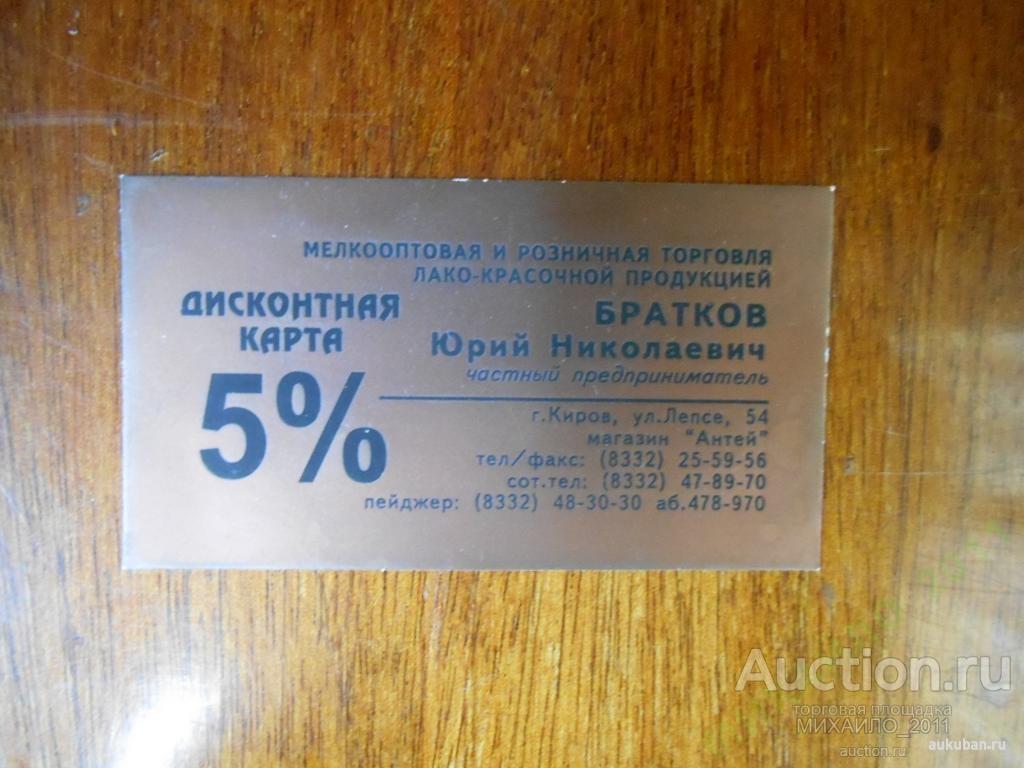 МЕЛКООПТОВАЯ И РОЗНИЧНАЯ ТОРГОВЛЯ
ЛАКО-КРАСОЧНОЙ ПРОДУКЦИЕЙ
ДИСКОНТНАЯ
КАРТА
5%
БРАТКОВ
Юрий Николаевич
частный предприниматель
г.Киров, ул.Лепсе, 54
магазин "Антей"
тел/факс: (8332) 25-59-56
сот.тел: (8332) 47-89-70
пейджер: (8332) 48-30-30 аб.478-970
Auction.ru
торговая площадка
МИХАЙЛО_2011
auction.ru
aukuban.ru